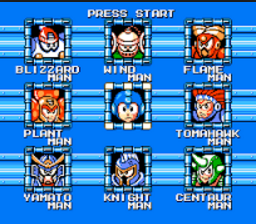 PRESS START
BLIZZARD MAN
WIND MAN
FLAME MAN
PLANT MAN
TOMAHAWK MAN
YAMATO MAN
KNIGHT MAN
CENTAUR MAN